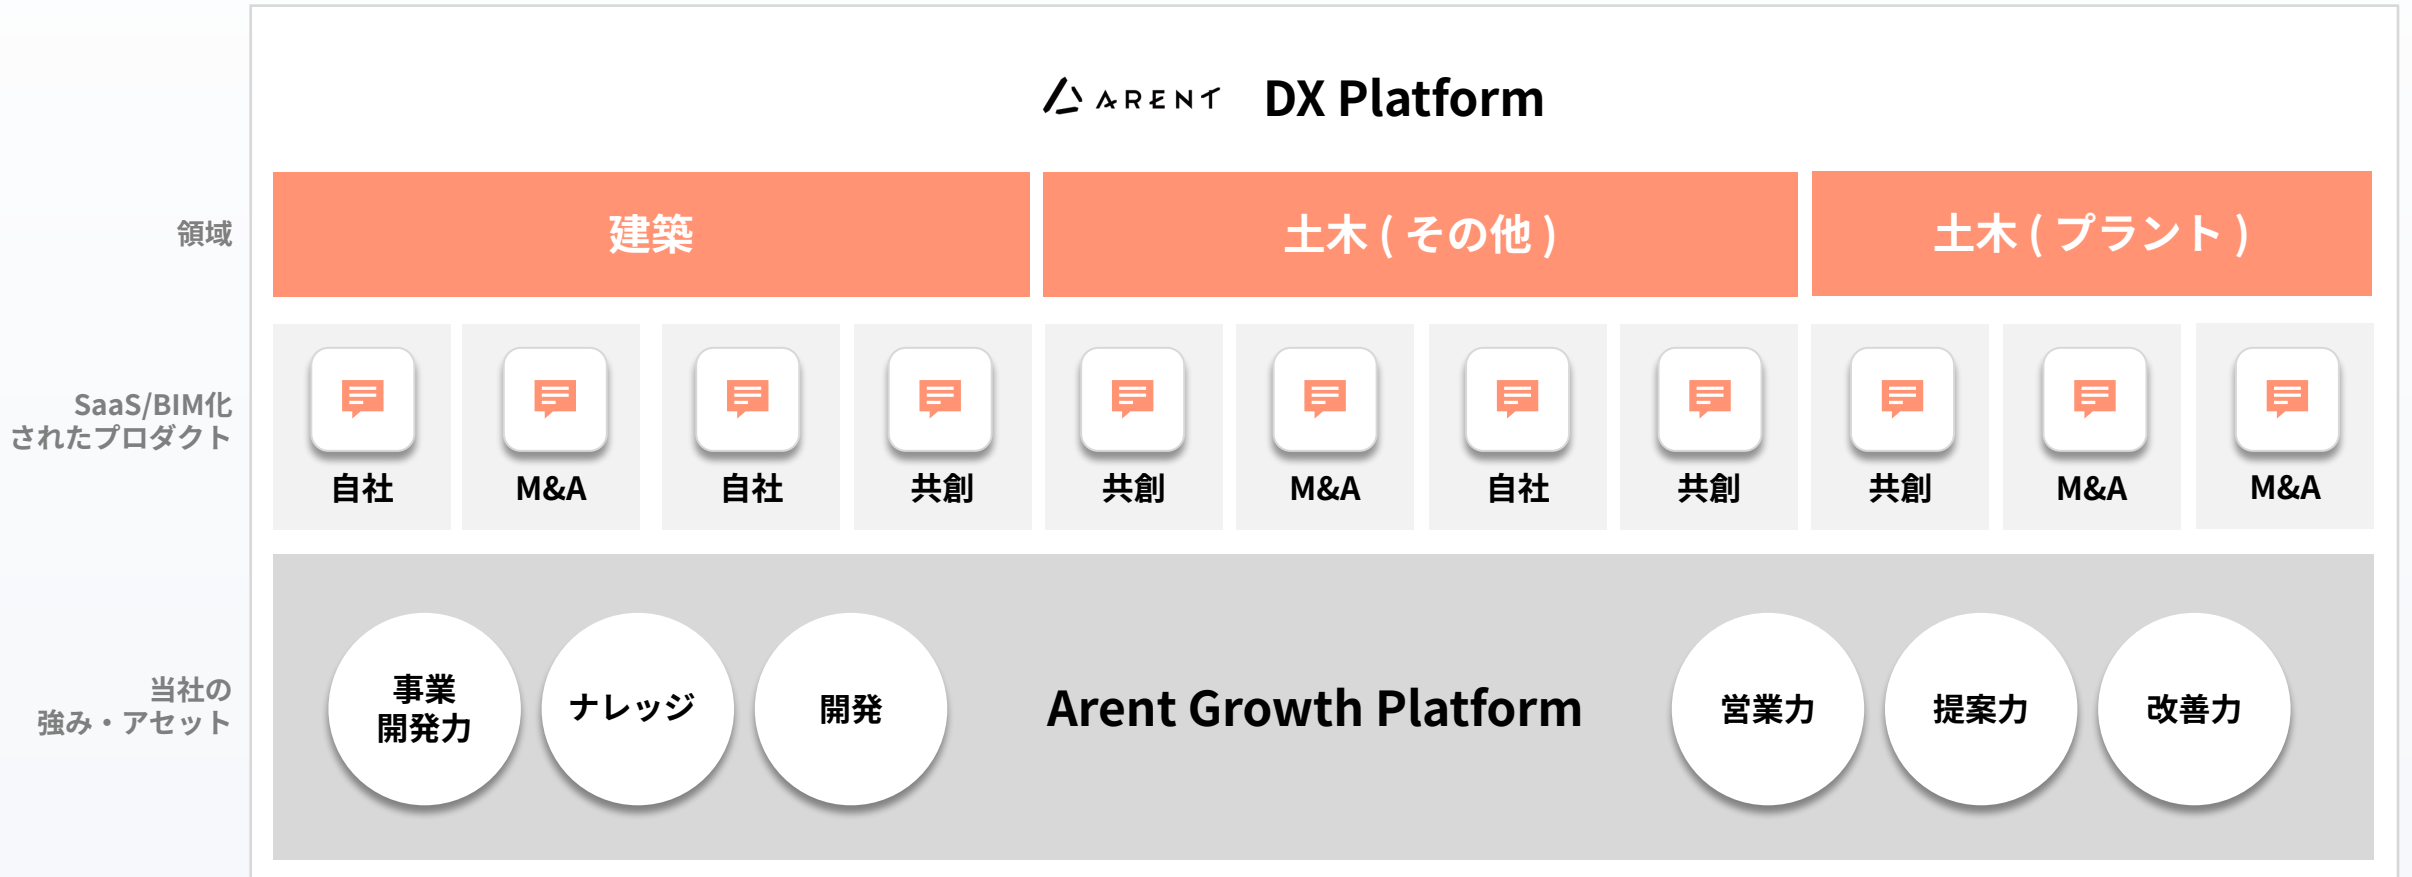 ARENT DX Platform
領域
建築
土木 ( その他 )
土木 ( プラント )
SaaS/BIM化
されたプロダクト
自社
M&A
自社
共創
共創
M&A
自社
共創
共創
M&A
M&A
当社の
強み・アセット
事業
開発力
ナレッジ
開発
Arent Growth Platform
営業力
提案力
改善力